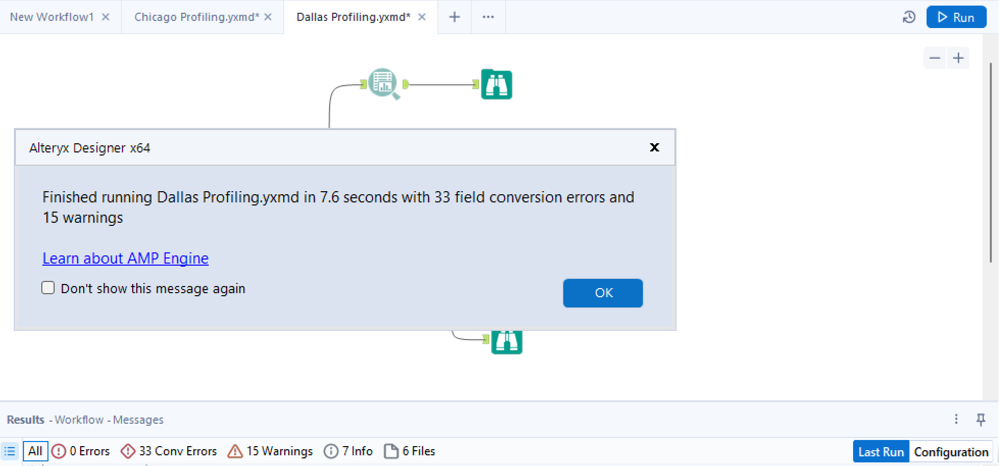 New Workflow1
Chicago Profiling.yxmd*
Dallas Profiling.yxmd*
Run
Alteryx Designer x64
Finished running Dallas Profiling.yxmd in 7.6 seconds with 33 field conversion errors and
15 warnings
Learn about AMP Engine
Don't show this message again
OK
Results - Workflow - Messages
All
0 Errors
33 Conv Errors
15 Warnings
7 Info
6 Files
Last Run
Configuration